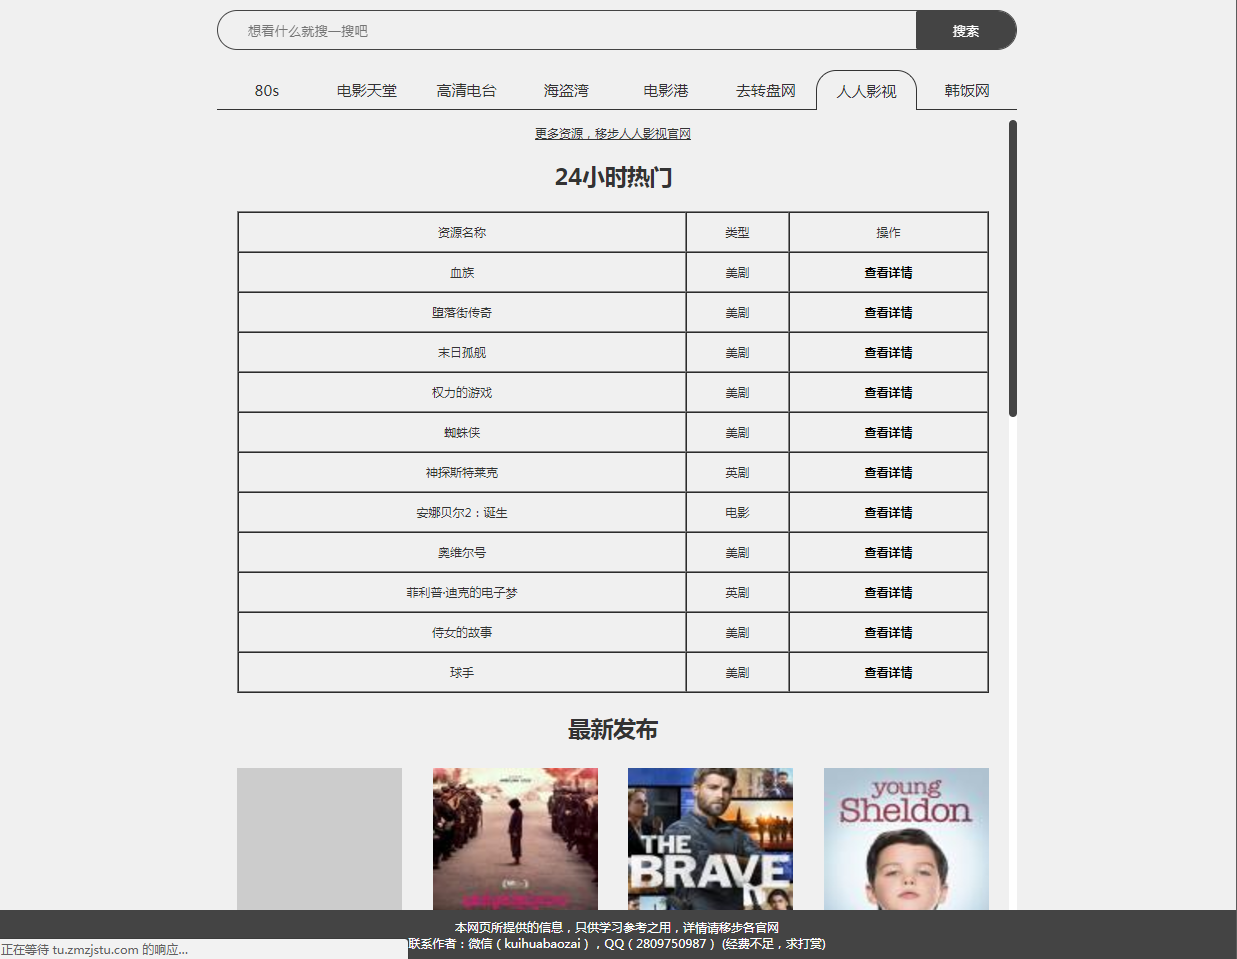 想看什么就搜一搜吧 搜索
80s 电影天堂 高清电台 海盗湾 电影港 去转盘网 人人影视 韩饭网
更多资源，移步人人影视官网
24小时热门
资源名称 类型 操作
血族 美剧 查看详情
堕落街传奇 美剧 查看详情
末日孤舰 美剧 查看详情
权力的游戏 美剧 查看详情
蜘蛛侠 美剧 查看详情
神探斯特莱克 英剧 查看详情
安娜贝尔2：诞生 电影 查看详情
奥维尔号 美剧 查看详情
菲利普·迪克的电子梦 英剧 查看详情
侍女的故事 美剧 查看详情
球手 美剧 查看详情
最新发布
THE
BRAVE
young
Sheldon
本网页所提供的信息，只供学习参考之用，详情请移步各官网
联系作者：微信（kuihuabaozai），QQ（2809750987）(经费不足，求打赏)
正在等待 tu.zmzjstu.com 的响应...